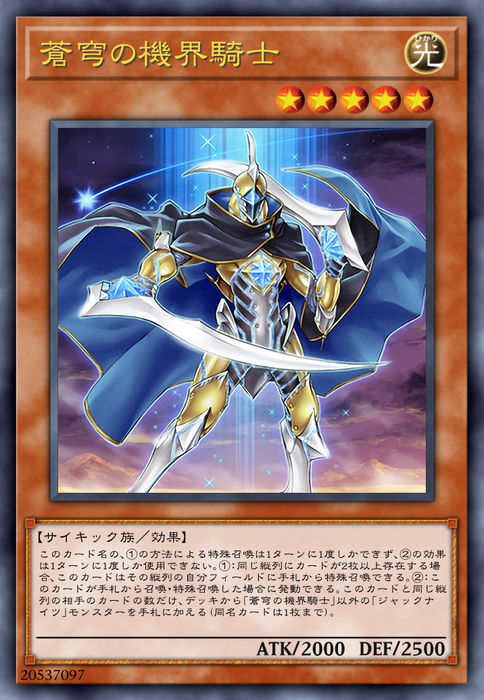 蒼穹の機界騎士
ひかり
光
【サイキック族／効果】
このカード名の、①の方法による特殊召喚は1ターンに1度しかできず、②の効果
は1ターンに1度しか使用できない。①：同じ縦列にカードが2枚以上存在する場
合、このカードはその縦列の自分フィールドに手札から特殊召喚できる。②：こ
のカードが手札から召喚・特殊召喚した場合に発動できる。このカードと同じ縦
列の相手のカードの数だけ、デッキから「蒼穹の機界騎士」以外の「ジャックナ
イツ」モンスターを手札に加える（同名カードは1枚まで）。
ATK/2000 DEF/2500
20537097